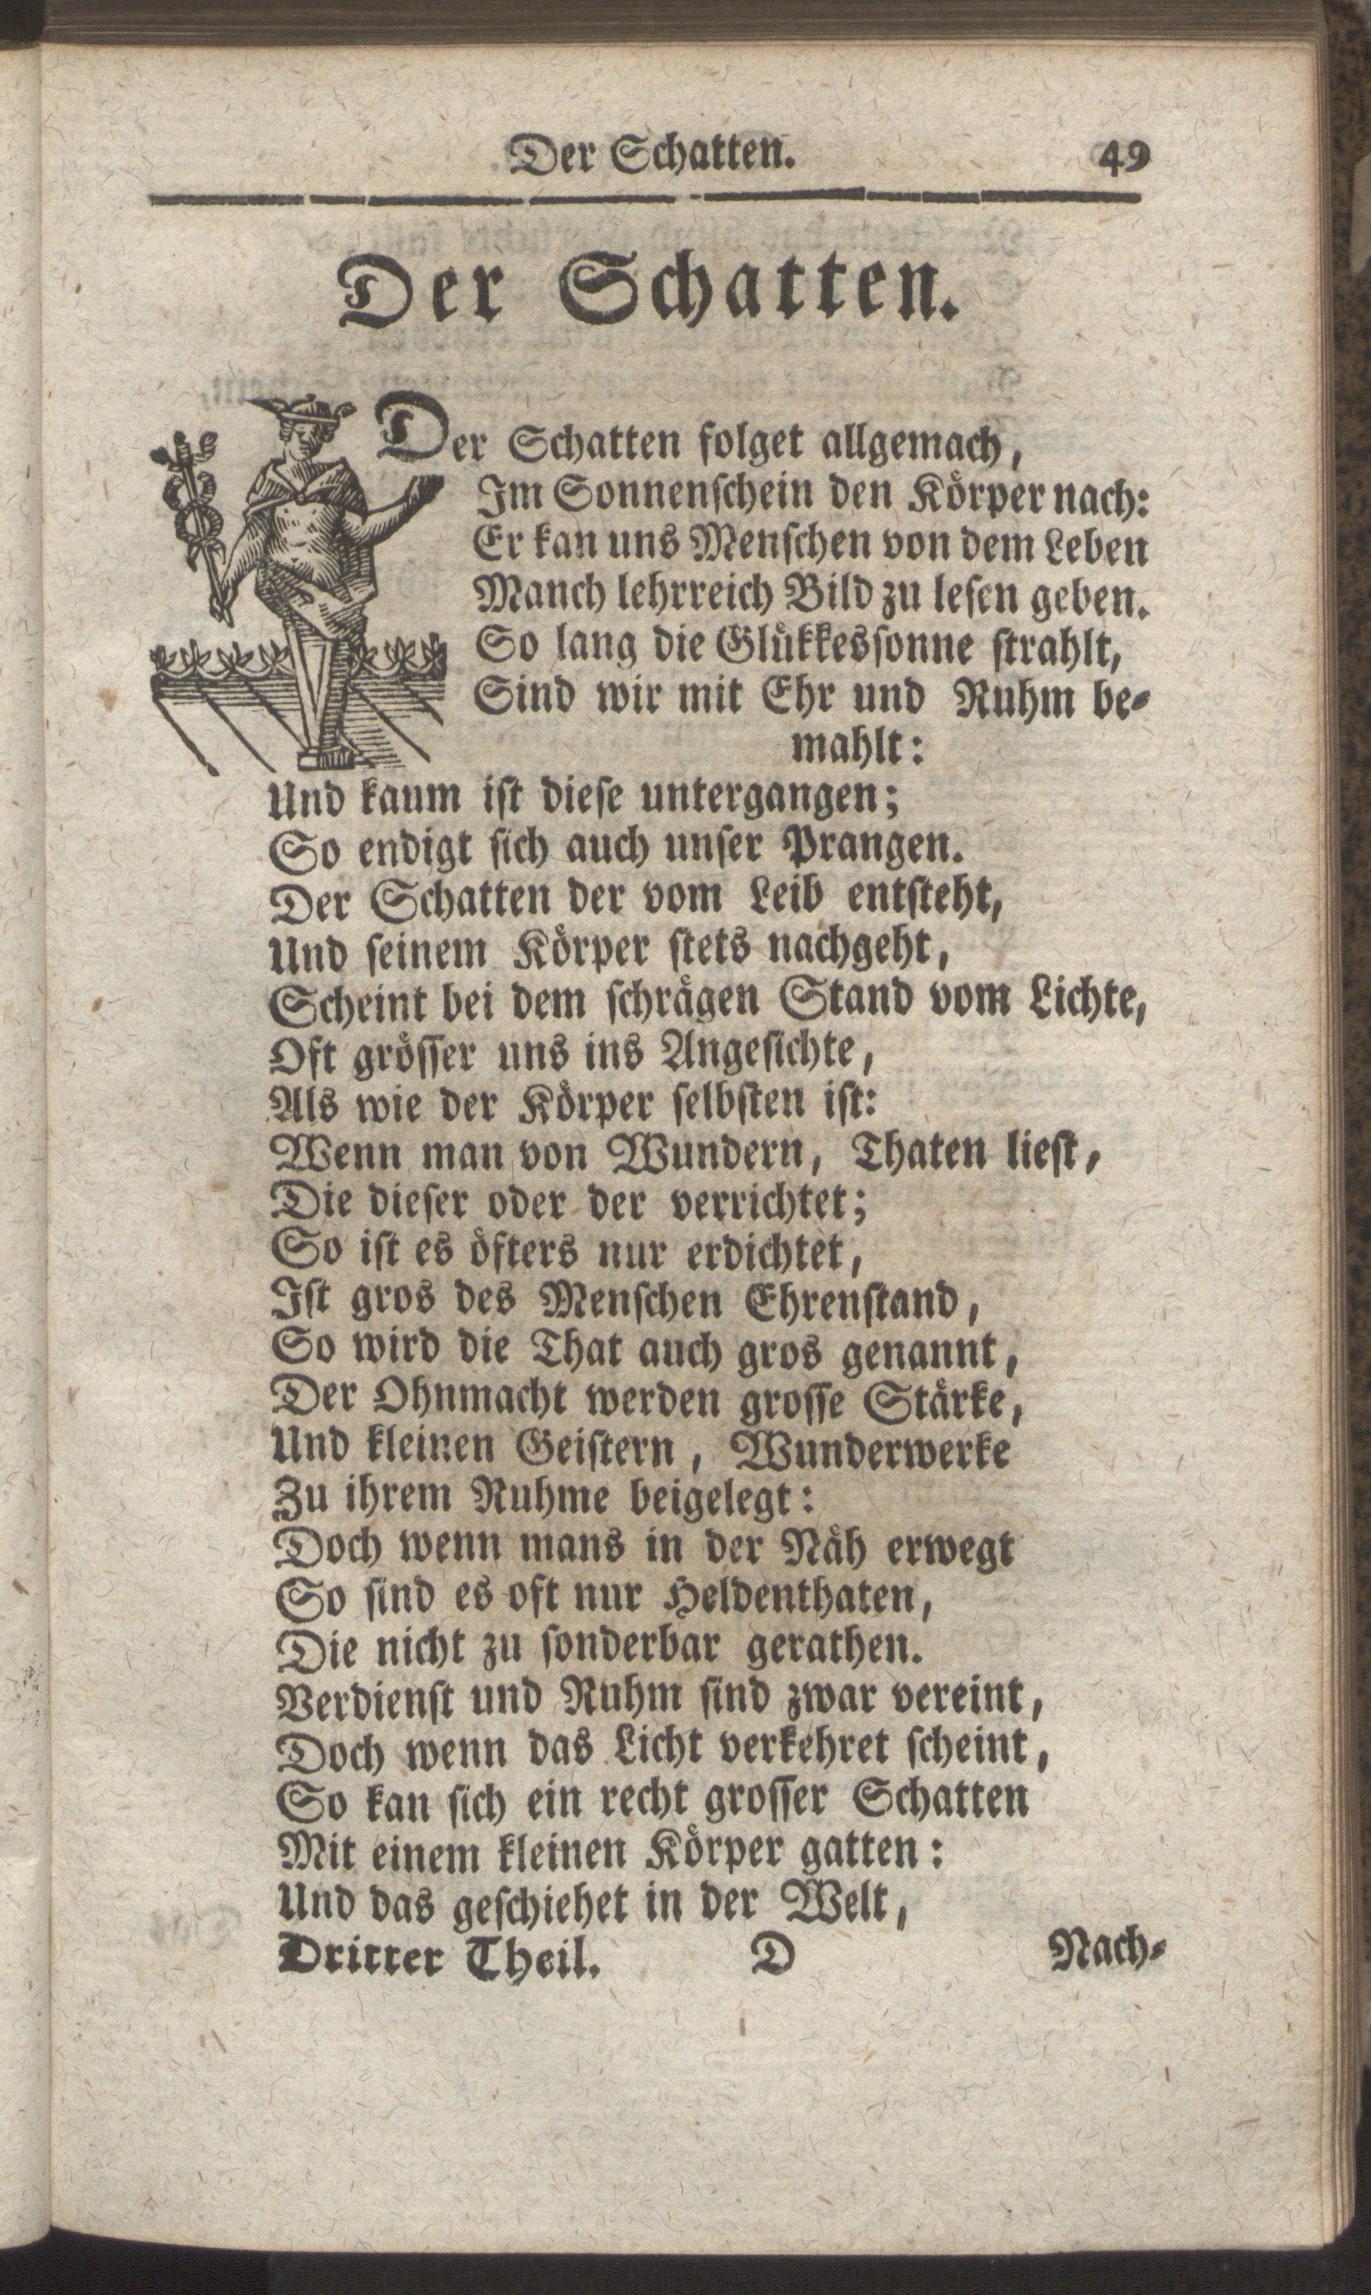 Der Schatten. 49
Der Schatten.
Der Schatten folget allgemach,
Im Sonnenschein den Körper nach:
Er kan uns Menschen von dem Leben
Manch lehrreich Bild zu lesen geben.
So lang die Glükkessonne strahlt,
Sind wir mit Ehr und Ruhm be-
mahlt:
Und kaum ist diese untergangen;
So endigt sich auch unser Prangen.
Der Schatten der vom Leib entsteht,
Und seinem Körper stets nachgeht,
Scheint bei dem schrägen Stand vom Lichte,
Oft grösser uns ins Angesichte,
Als wie der Körper selbsten ist:
Wenn man von Wundern, Thaten liest,
Die dieser oder der verrichtet;
So ist es öfters nur erdichtet,
Ist gros des Menschen Ehrenstand,
So wird die That auch gros genannt,
Der Ohnmacht werden grosse Stärke,
Und kleinen Geistern, Wunderwerke
Zu ihrem Ruhme beigelegt:
Doch wenn mans in der Näh erwegt
So sind es oft nur Heldenthaten,
Die nicht zu sonderbar gerathen.
Verdienst und Ruhm sind zwar vereint,
Doch wenn das Licht verkehret scheint,
So kan sich ein recht grosser Schatten
Mit einem kleinen Körper gatten:
Und das geschiehet in der Welt,
Dritter Theil. D Nach-